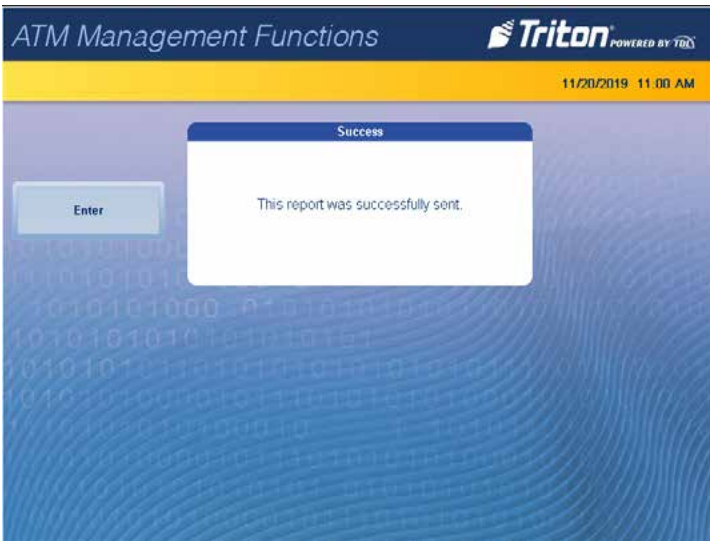 ATM Management Functions
Triton POWERED BY TDL
11/20/2019 11:00 AM
Success
Enter
This report was successfully sent.